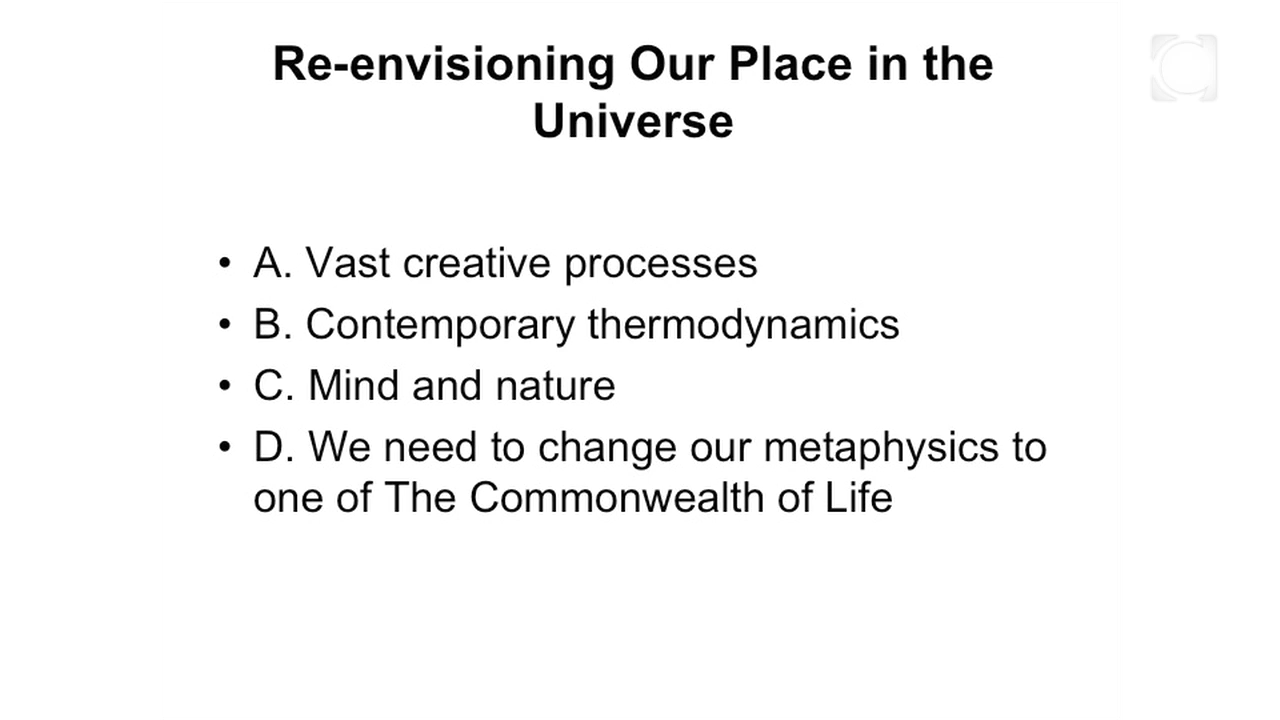 Re-envisioning Our Place in the
Universe
• A. Vast creative processes
• B. Contemporary thermodynamics
• C. Mind and nature
• D. We need to change our metaphysics to
one of The Commonwealth of Life